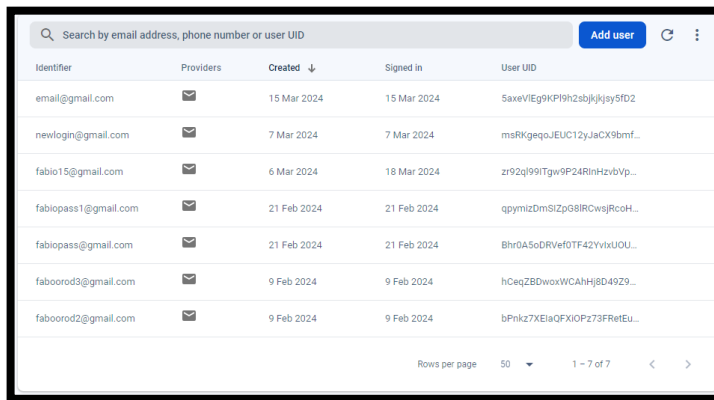 Search by email address, phone number or user UID Add user
Identifier Providers Created Signed in User UID
email@gmail.com 15 Mar 2024 15 Mar 2024 5axeVlEg9KPl9h2sbjkjkjsy5fD2
newlogin@gmail.com 7 Mar 2024 7 Mar 2024 msRKgeqoJEUC12yJaCX9bmf...
fabio15@gmail.com 6 Mar 2024 18 Mar 2024 zr92ql99ITgw9P24RInHzvbVp...
fabiopass1@gmail.com 21 Feb 2024 21 Feb 2024 qpymizDmSIZpG8lRCwsjRcoH...
fabiopass@gmail.com 21 Feb 2024 21 Feb 2024 Bhr0A5oDRVef0TF42YvIxUOU...
faboorod3@gmail.com 9 Feb 2024 9 Feb 2024 hCeqZBDwoxWCAhHj8D49Z9...
faboorod2@gmail.com 9 Feb 2024 9 Feb 2024 bPnkz7XEIaQFXiOPz73FRetEu...
Rows per page 50 1 – 7 of 7